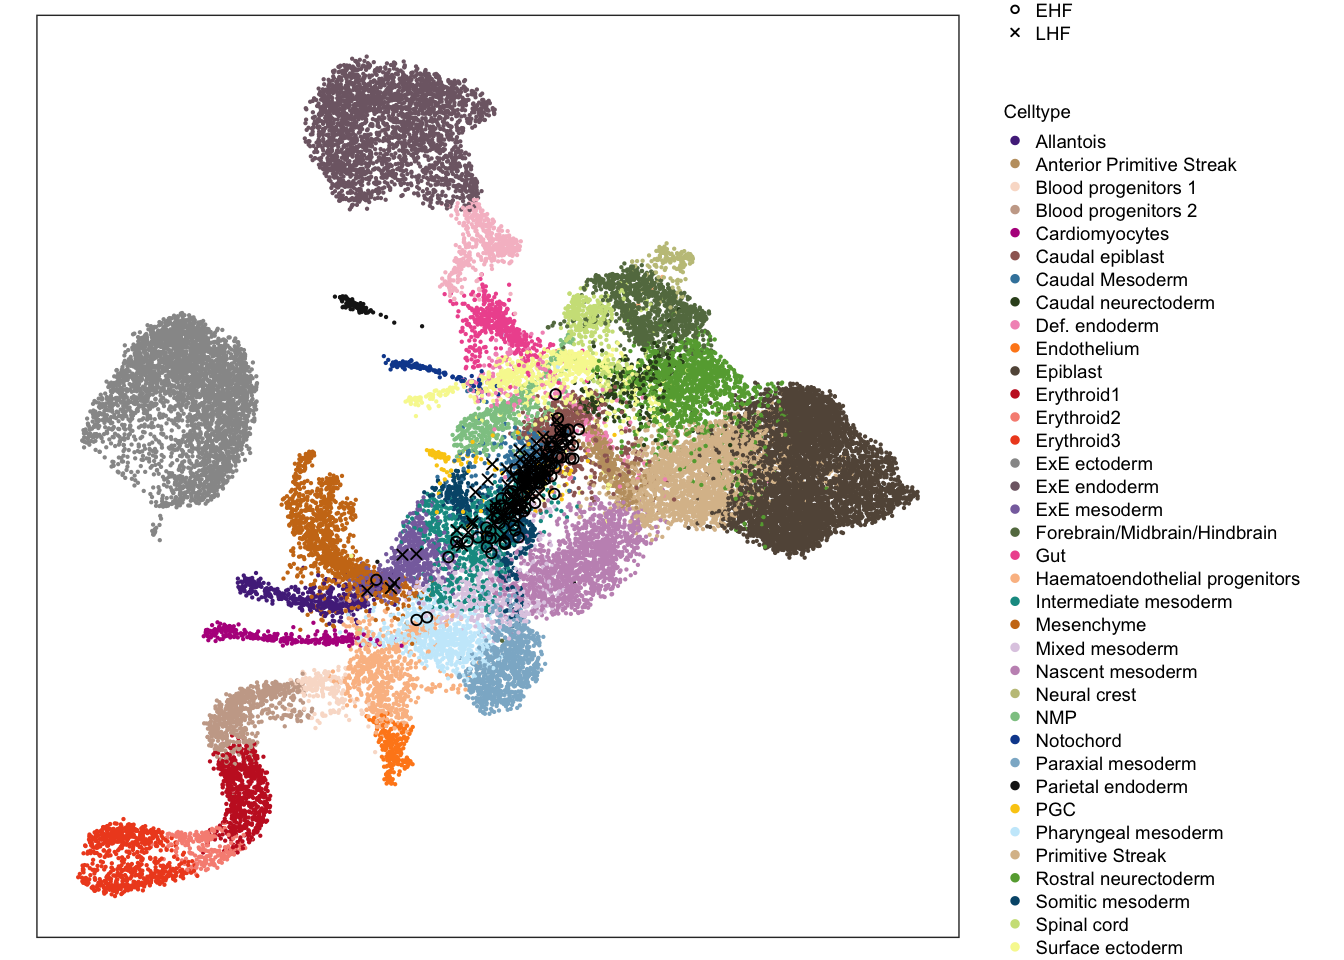 EHF
LHF
Celltype
Allantois
Anterior Primitive Streak
Blood progenitors 1
Blood progenitors 2
Cardiomyocytes
Caudal epiblast
Caudal Mesoderm
Caudal neurectoderm
Def. endoderm
Endothelium
Epiblast
Erythroid1
Erythroid2
Erythroid3
ExE ectoderm
ExE endoderm
ExE mesoderm
Forebrain/Midbrain/Hindbrain
Gut
Haematoendothelial progenitors
Intermediate mesoderm
Mesenchyme
Mixed mesoderm
Nascent mesoderm
Neural crest
NMP
Notochord
Paraxial mesoderm
Parietal endoderm
PGC
Pharyngeal mesoderm
Primitive Streak
Rostral neurectoderm
Somitic mesoderm
Spinal cord
Surface ectoderm